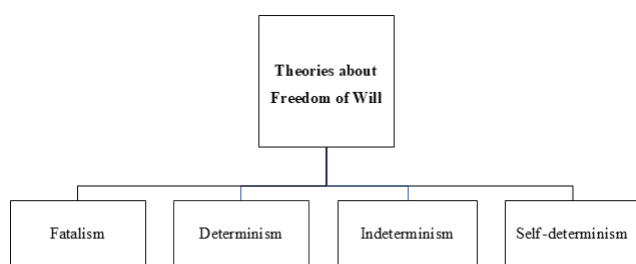 Theories about
Freedom of Will
Fatalism
Determinism
Indeterminism
Self-determinism